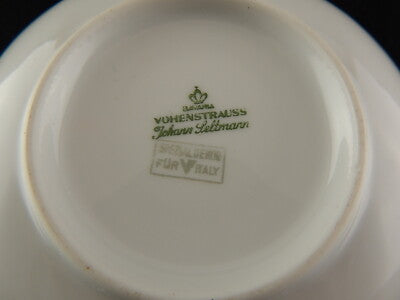 BAVARIA
VOHENSTRAUSS
Johann Seltmann
FÜR ITALY